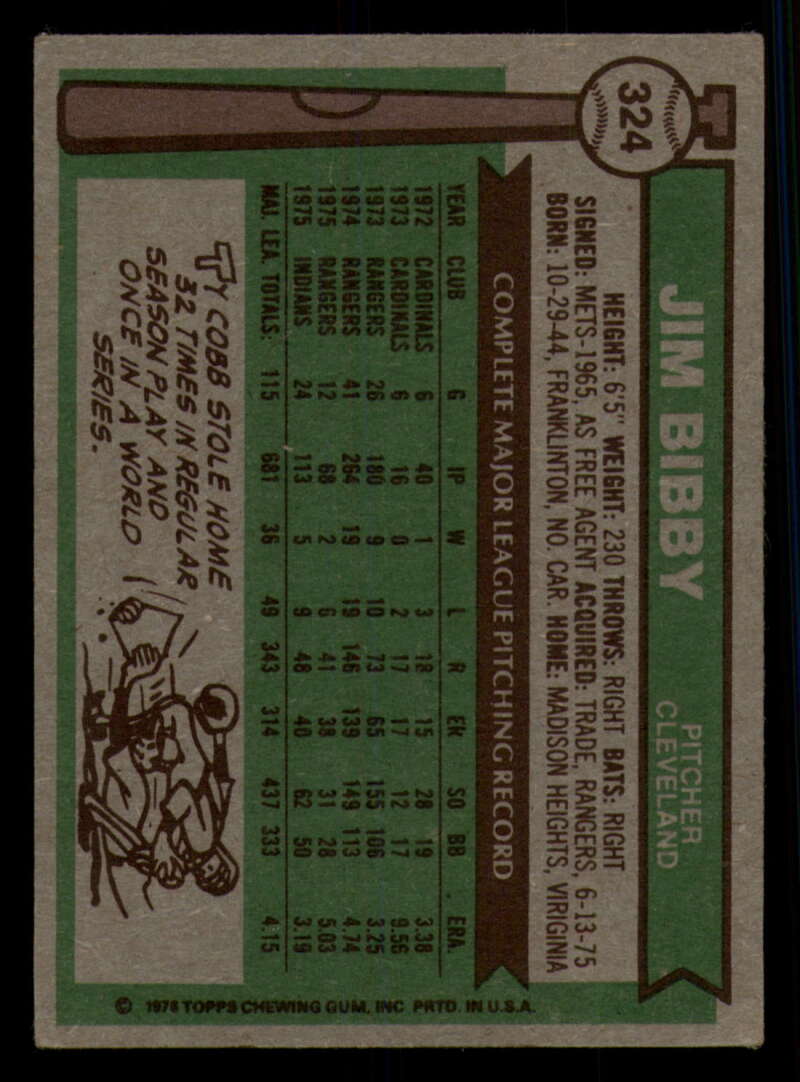 324
JIM BIBBY
PITCHER
CLEVELAND
HEIGHT: 6'5" WEIGHT: 230 THROWS: RIGHT BATS: RIGHT
SIGNED: METS-1965, AS FREE AGENT ACQUIRED: TRADE, RANGERS, 6-13-75
BORN: 10-29-44, FRANKLINTON, NO. CAR. HOME: MADISON HEIGHTS, VIRIGINIA
COMPLETE MAJOR LEAGUE PITCHING RECORD
YEAR CLUB G IP W L R ER SO BB ERA.
1972 CARDINALS 6 40 1 3 18 15 28 19 3.38
1973 CARDINALS 6 16 0 2 17 17 12 17 9.56
1973 RANGERS 26 180 9 10 73 65 155 106 3.25
1974 RANGERS 41 264 19 19 146 139 149 113 4.74
1975 RANGERS 12 68 2 6 41 38 31 28 5.03
1975 INDIANS 24 113 5 9 48 40 62 50 3.19
MAJ. LEA. TOTALS: 115 681 36 49 343 314 437 333 4.15
TY COBB STOLE HOME
32 TIMES IN REGULAR
SEASON PLAY AND
ONCE IN A WORLD
SERIES.
© 1976 TOPPS CHEWING GUM, INC PRTD. IN U.S.A.